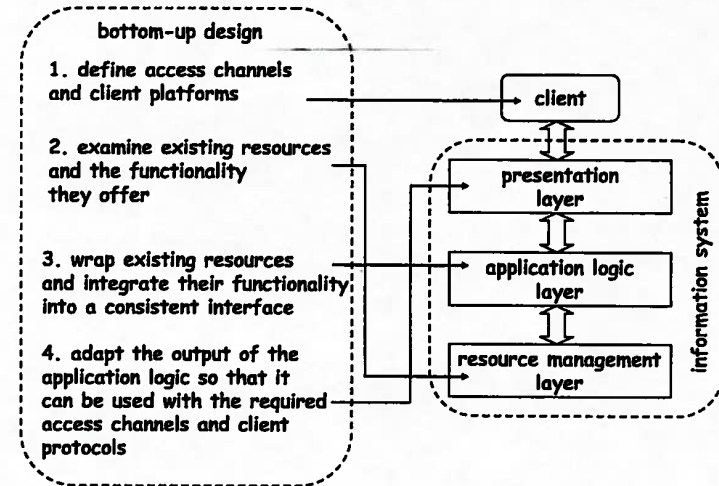 bottom-up design
1. define access channels
and client platforms
2. examine existing resources
and the functionality
they offer
3. wrap existing resources
and integrate their functionality
into a consistent interface
4. adapt the output of the
application logic so that it
can be used with the required
access channels and client
protocols
client
presentation
layer
application logic
layer
resource management
layer
information system